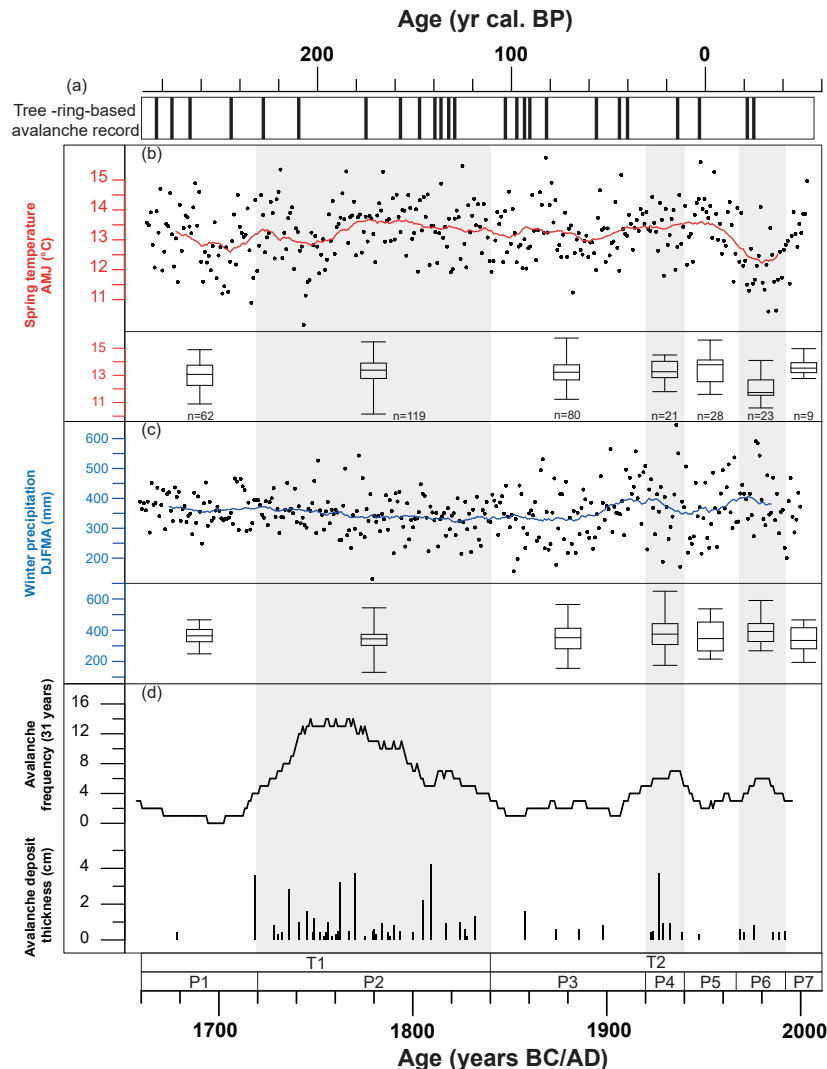 Age (yr cal. BP)
200 100 0
(a)
Tree -ring-based
avalanche record
(b)
15
14
13
12
11
Spring temperature
AMJ (°C)
15
13
11
n=62 n=119 n=80 n=21 n=28 n=23 n=9
(c)
600
500
400
300
200
Winter precipitation
DJFMA (mm)
600
400
200
(d)
16
12
8
4
0
Avalanche
frequency (31 years)
4
2
0
Avalanche deposit
thickness (cm)
T1 T2
P1 P2 P3 P4 P5 P6 P7
1700 1800 1900 2000
Age (years BC/AD)